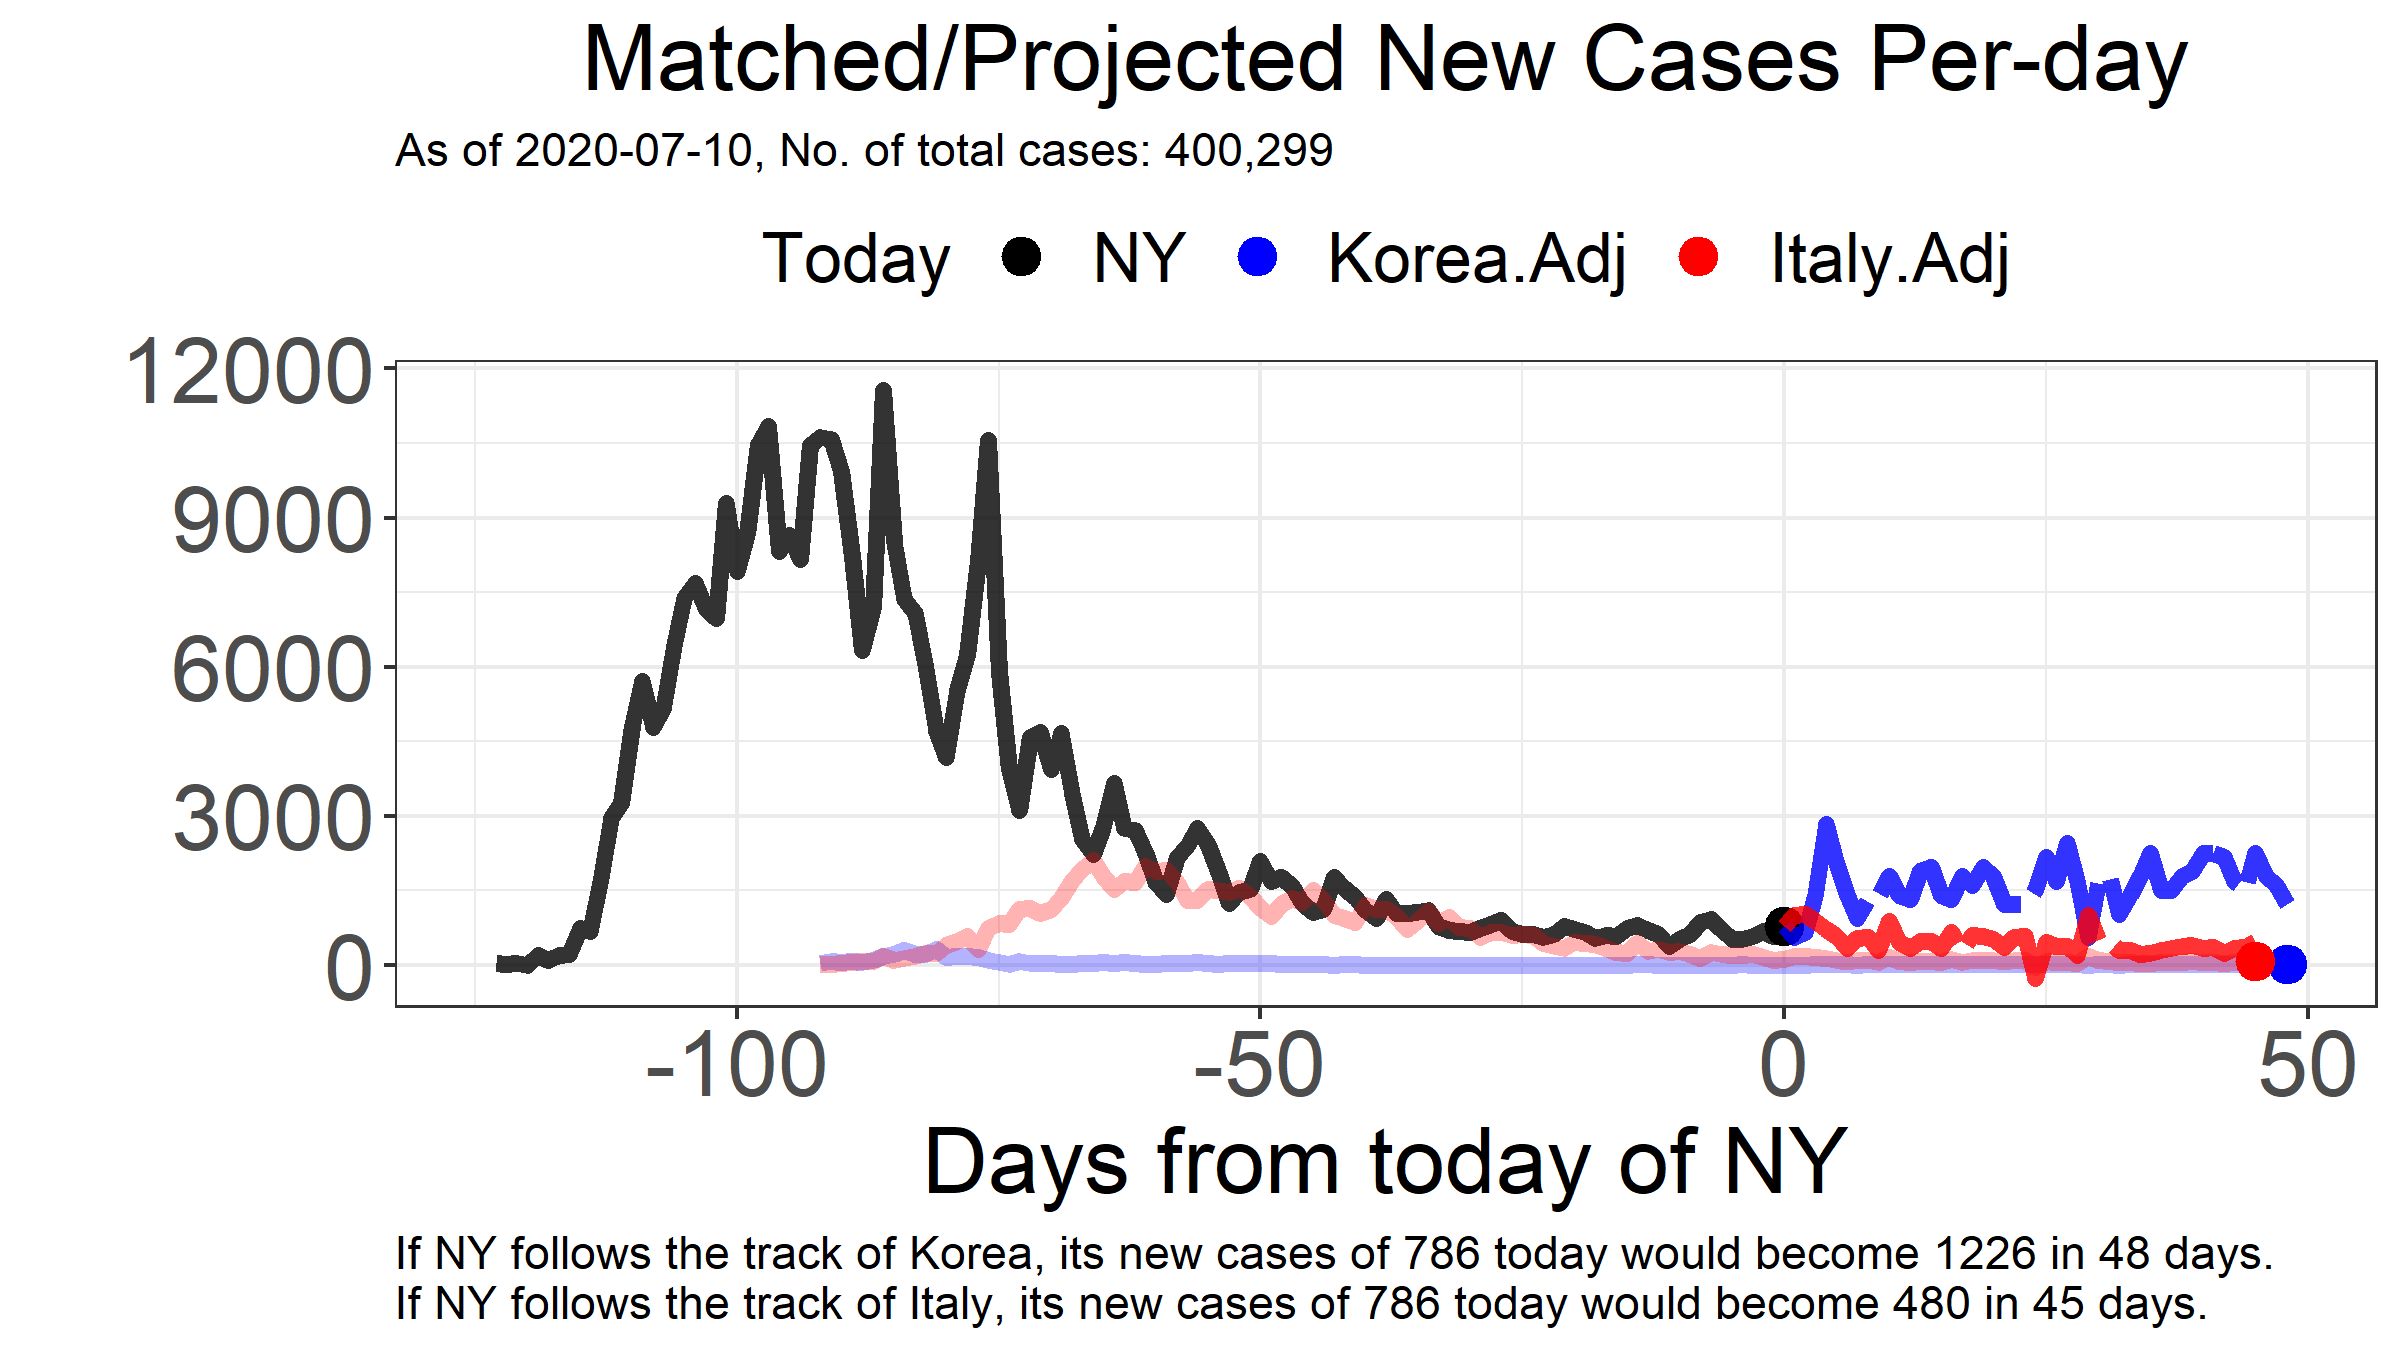 Matched/Projected New Cases Per-day
As of 2020-07-10, No. of total cases: 400,299
Today NY Korea.Adj Italy.Adj
12000
9000
6000
3000
0
-100 -50 0 50
Days from today of NY
If NY follows the track of Korea, its new cases of 786 today would become 1226 in 48 days.
If NY follows the track of Italy, its new cases of 786 today would become 480 in 45 days.